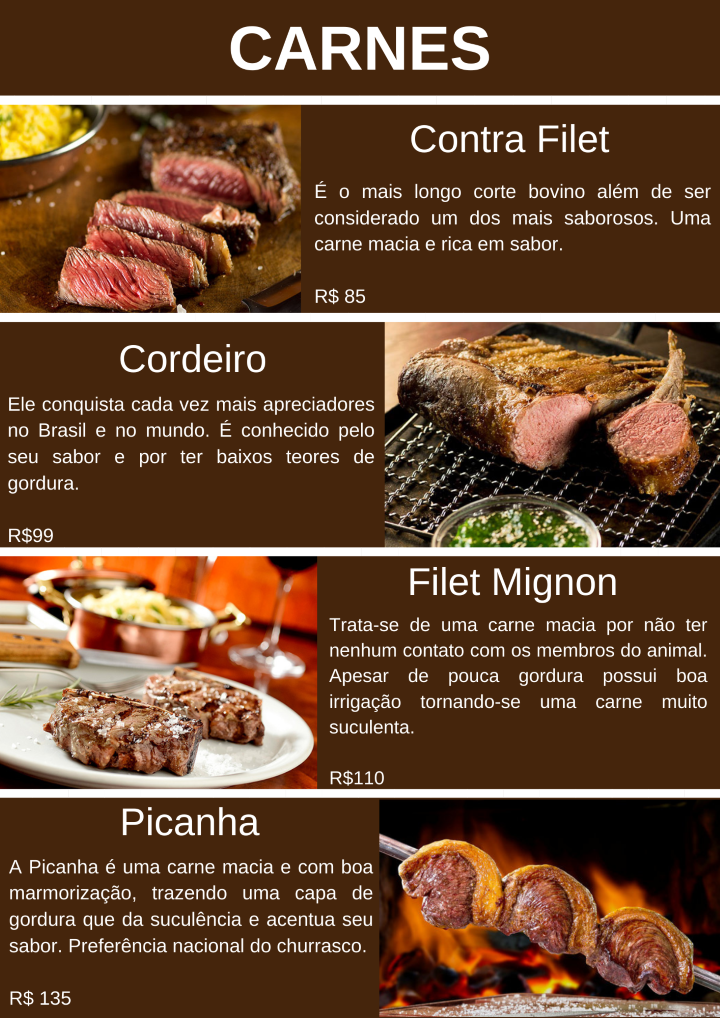 CARNES
Contra Filet
É o mais longo corte bovino além de ser
considerado um dos mais saborosos. Uma
carne macia e rica em sabor.
R$ 85
Cordeiro
Ele conquista cada vez mais apreciadores
no Brasil e no mundo. É conhecido pelo
seu sabor e por ter baixos teores de
gordura.
R$99
Filet Mignon
Trata-se de uma carne macia por não ter
nenhum contato com os membros do animal.
Apesar de pouca gordura possui boa
irrigação tornando-se uma carne muito
suculenta.
R$110
Picanha
A Picanha é uma carne macia e com boa
marmorização, trazendo uma capa de
gordura que da suculência e acentua seu
sabor. Preferência nacional do churrasco.
R$ 135